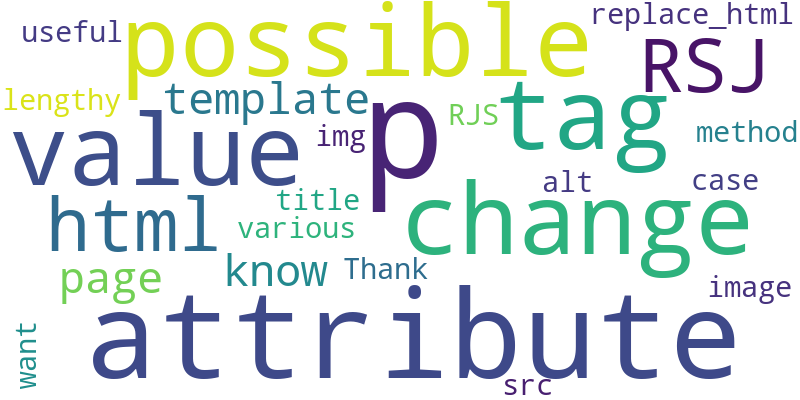 replace_html
useful
possible
RSJ
lengthy
template
p
tag
RJS
value
img
method
alt
case
html
title
change
various
page
know
Thank
image
attribute
want
src